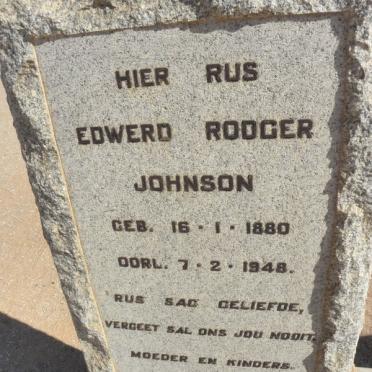 HIER RUS
EDWERD RODGER
JOHNSON
GEB. 16 · 1 · 1880
OORL. 7 · 2 · 1948.
RUS SAG GELIEFDE,
VERGEET SAL ONS JOU NOOIT.
MOEDER EN KINDERS.